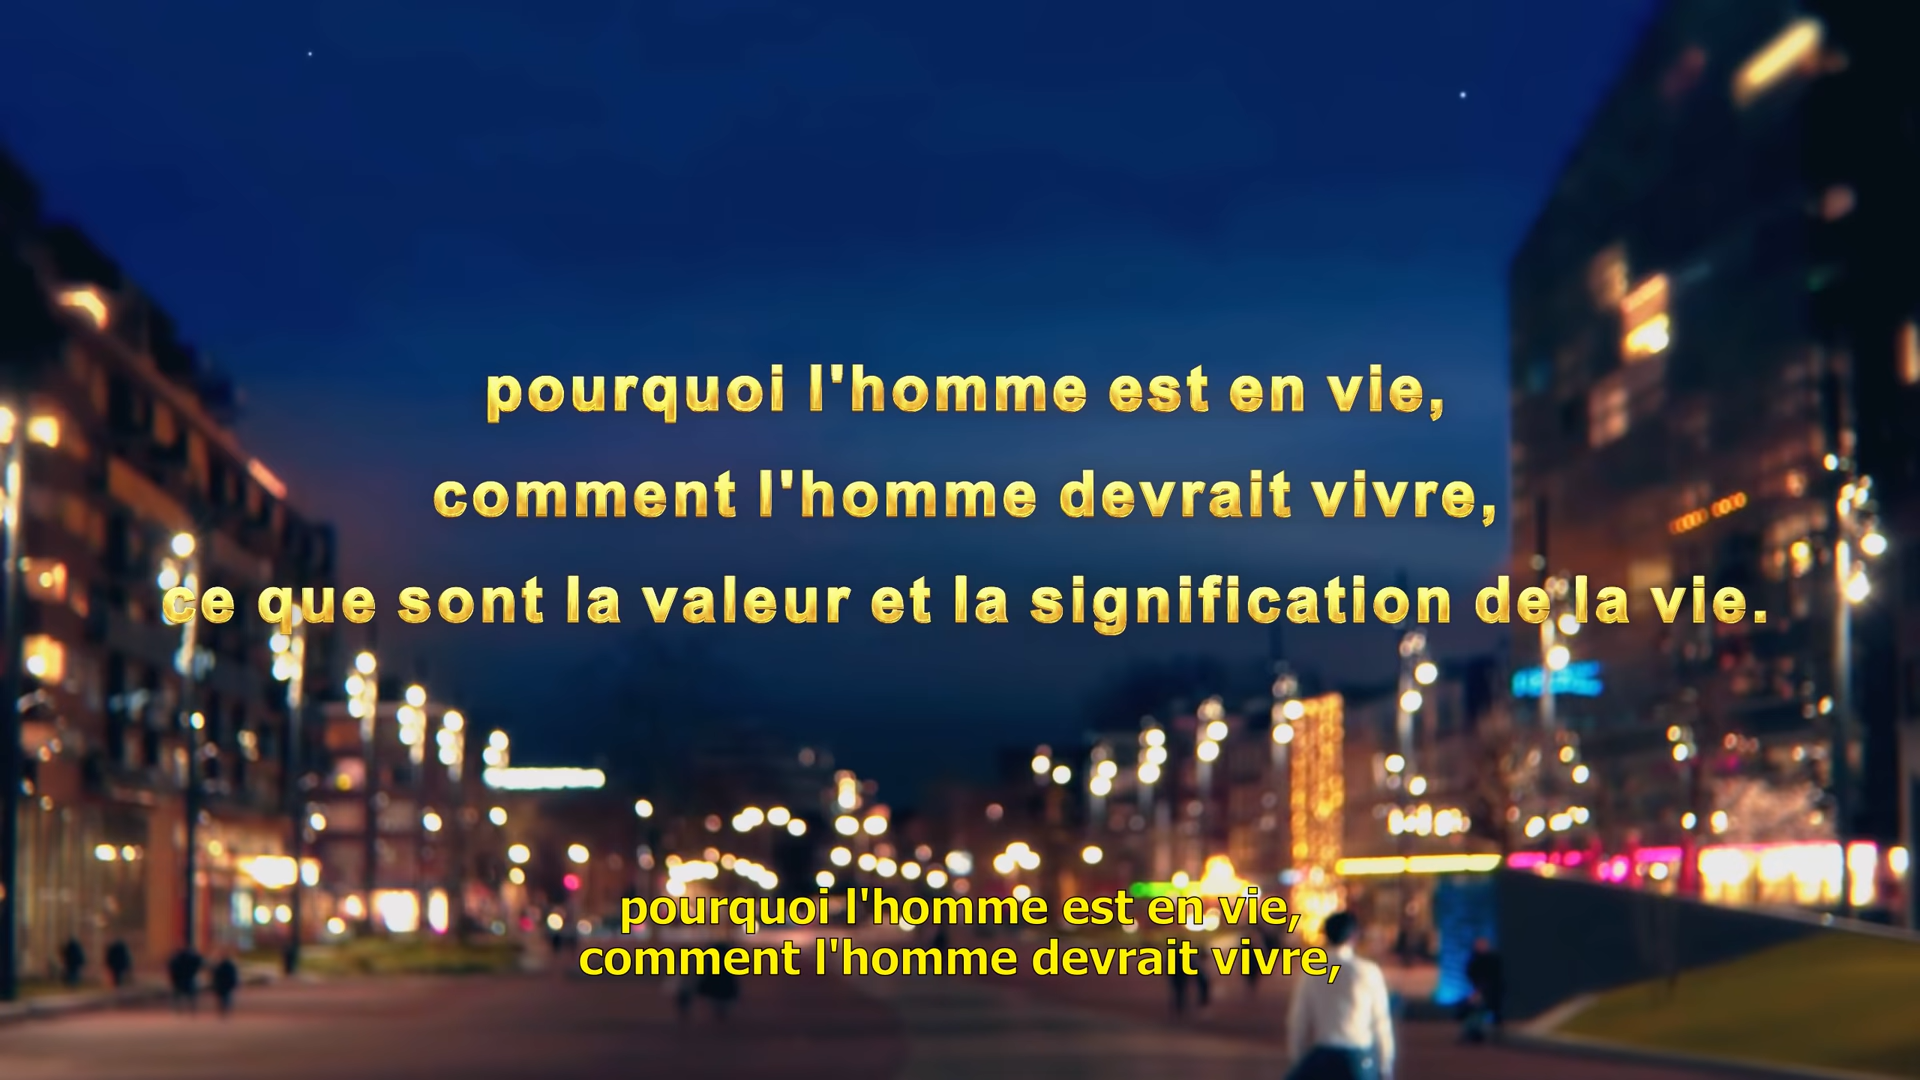 pourquoi l'homme est en vie,
comment l'homme devrait vivre,
ce que sont la valeur et la signification de la vie.
pourquoi l'homme est en vie,
comment l'homme devrait vivre,